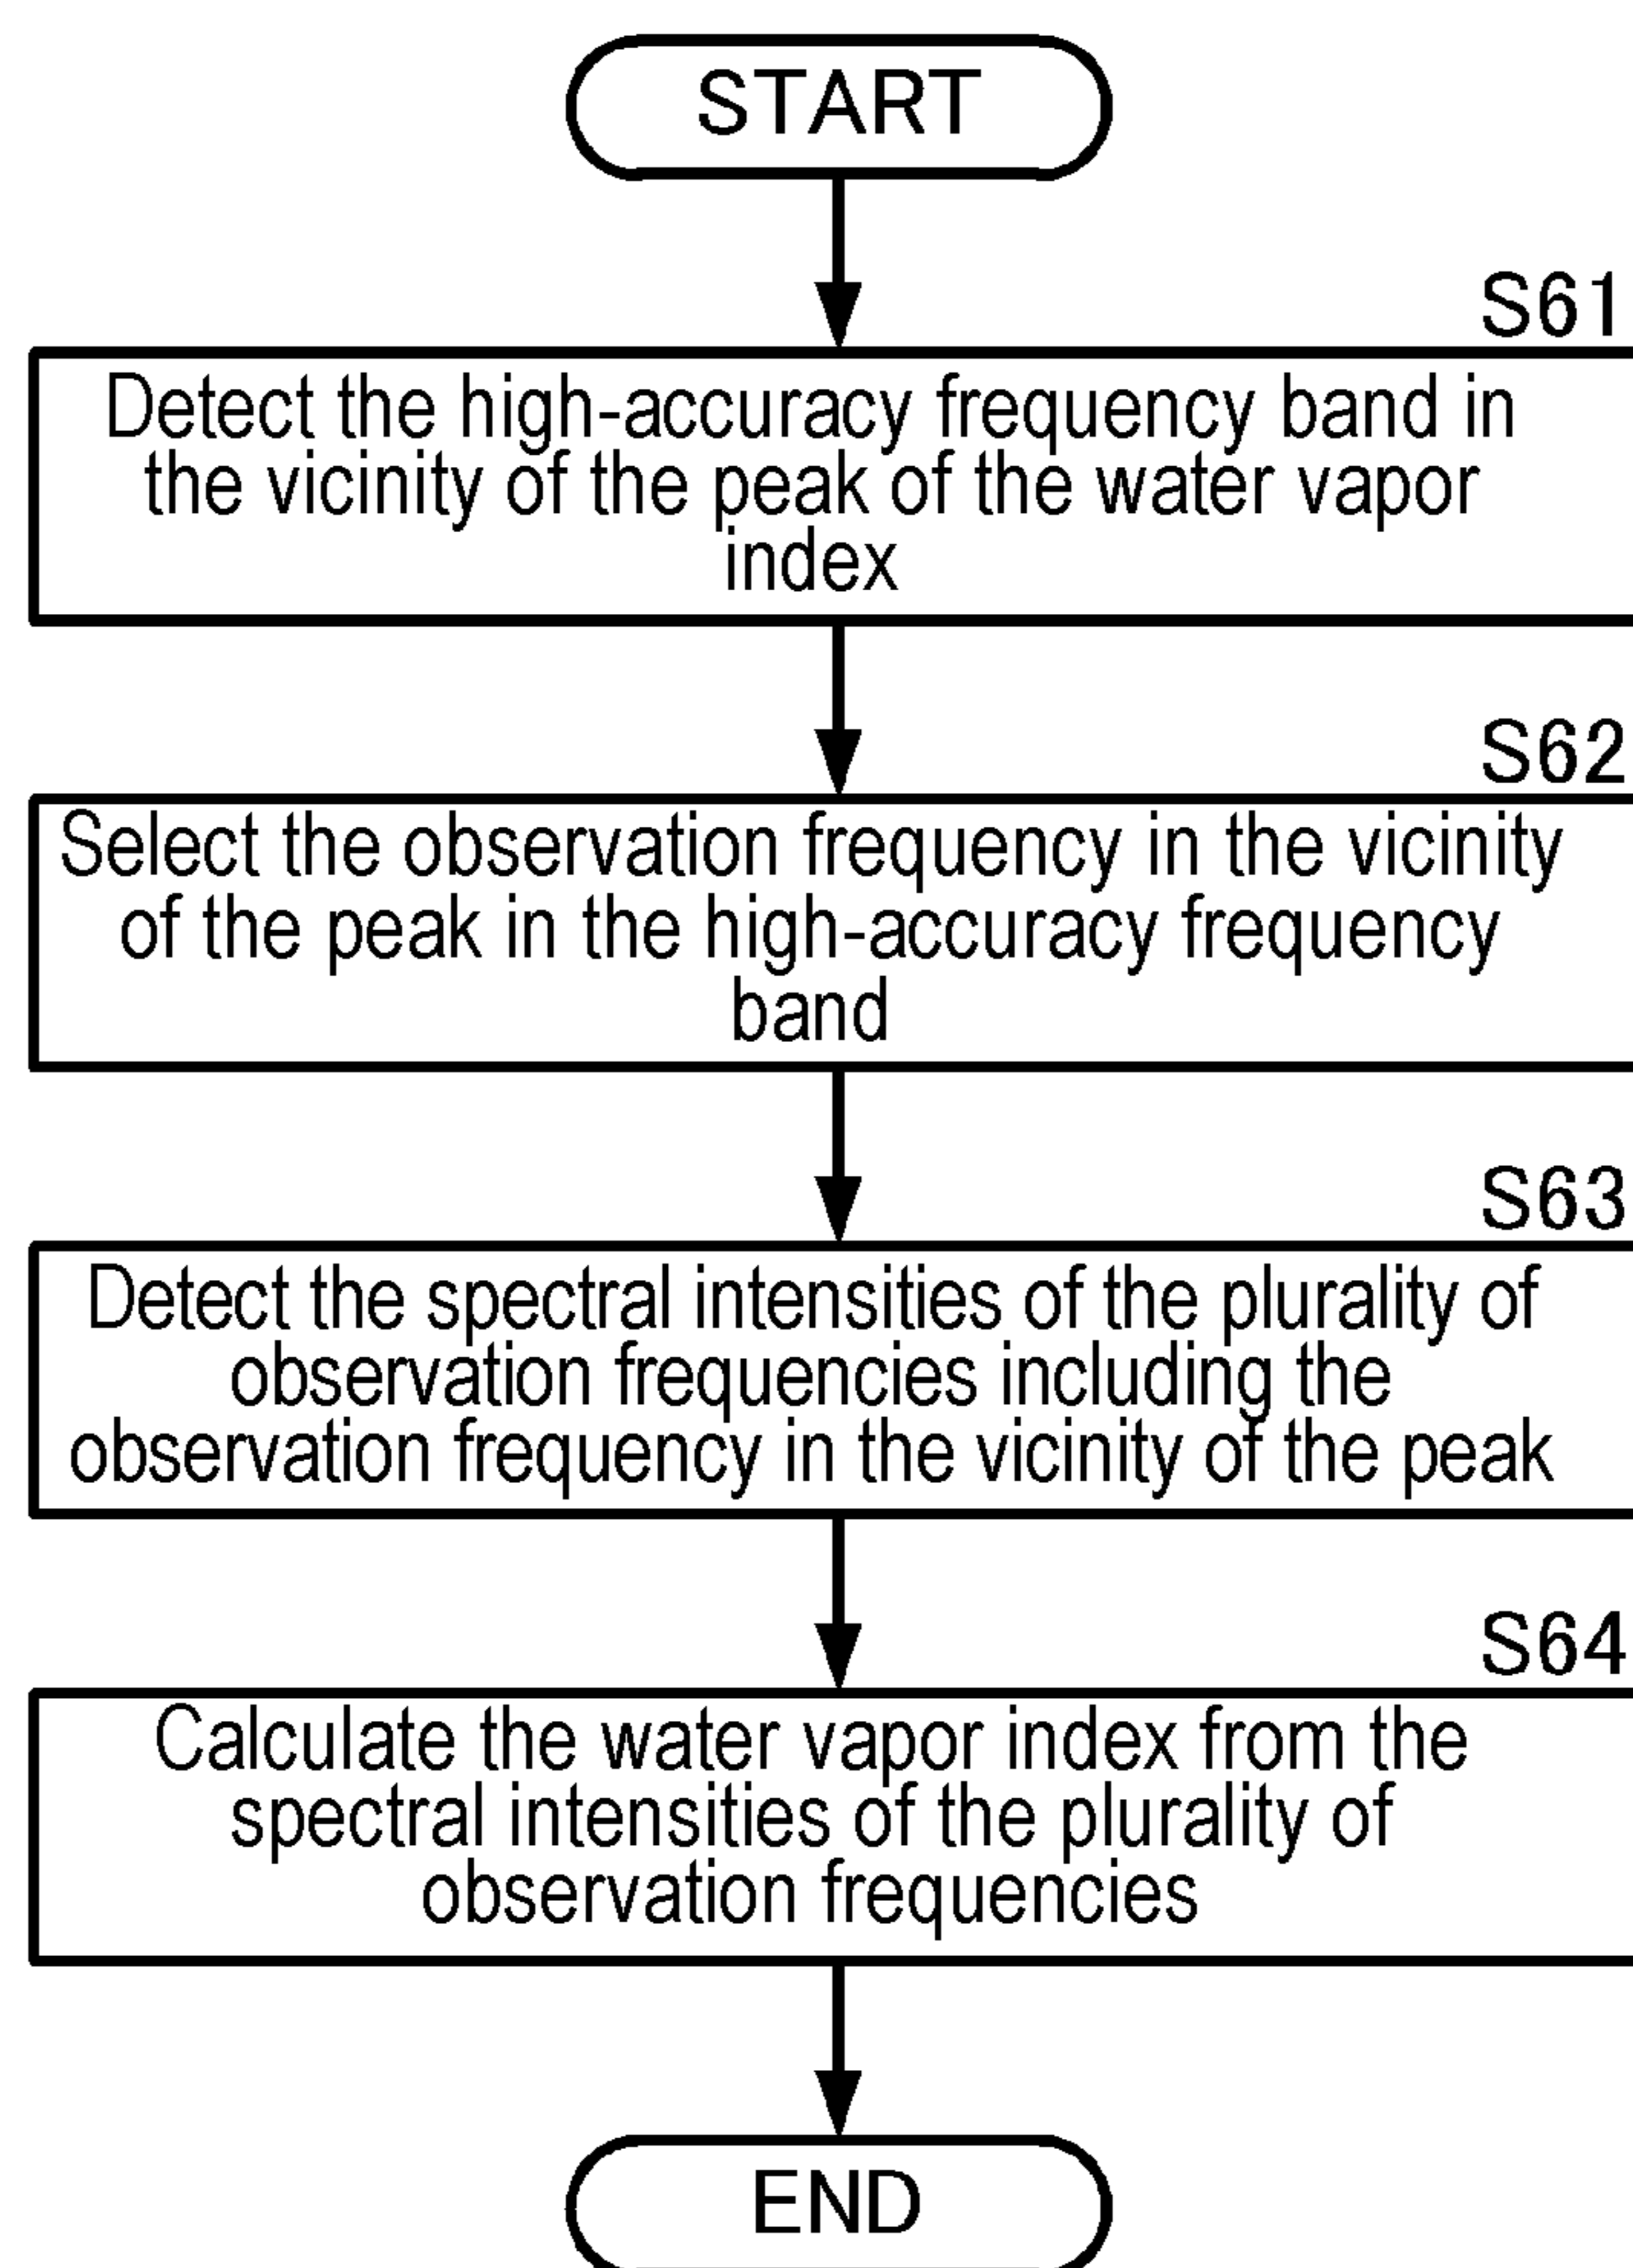 START
S61
Detect the high-accuracy frequency band in
the vicinity of the peak of the water vapor
index
S62
Select the observation frequency in the vicinity
of the peak in the high-accuracy frequency
band
S63
Detect the spectral intensities of the plurality of
observation frequencies including the
observation frequency in the vicinity of the peak
S64
Calculate the water vapor index from the
spectral intensities of the plurality of
observation frequencies
END